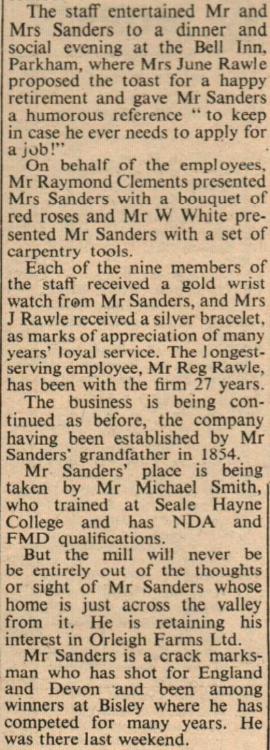 The staff entertained Mr and
Mrs Sanders to a dinner and
social evening at the Bell Inn,
Parkham, where Mrs June Rawle
proposed the toast for a happy
retirement and gave Mr Sanders
a humorous reference “ to keep
in case he ever needs to apply for
a job!”
On behalf of the employees,
Mr Raymond Clements presented
Mrs Sanders with a bouquet of
red roses and Mr W White pre-
sented Mr Sanders with a set of
carpentry tools.
Each of the nine members of
the staff received a gold wrist
watch from Mr Sanders, and Mrs
J Rawle received a silver bracelet,
as marks of appreciation of many
years’ loyal service. The longest-
serving employee, Mr Reg Rawle,
has been with the firm 27 years.
The business is being con-
tinued as before, the company
having been established by Mr
Sanders’ grandfather in 1854.
Mr Sanders’ place is being
taken by Mr Michael Smith,
who trained at Seale Hayne
College and has NDA and
FMD qualifications.
But the mill will never be
be entirely out of the thoughts
or sight of Mr Sanders whose
home is just across the valley
from it. He is retaining his
interest in Orleigh Farms Ltd.
Mr Sanders is a crack marks-
man who has shot for England
and Devon and been among
winners at Bisley where he has
competed for many years. He
was there last weekend.